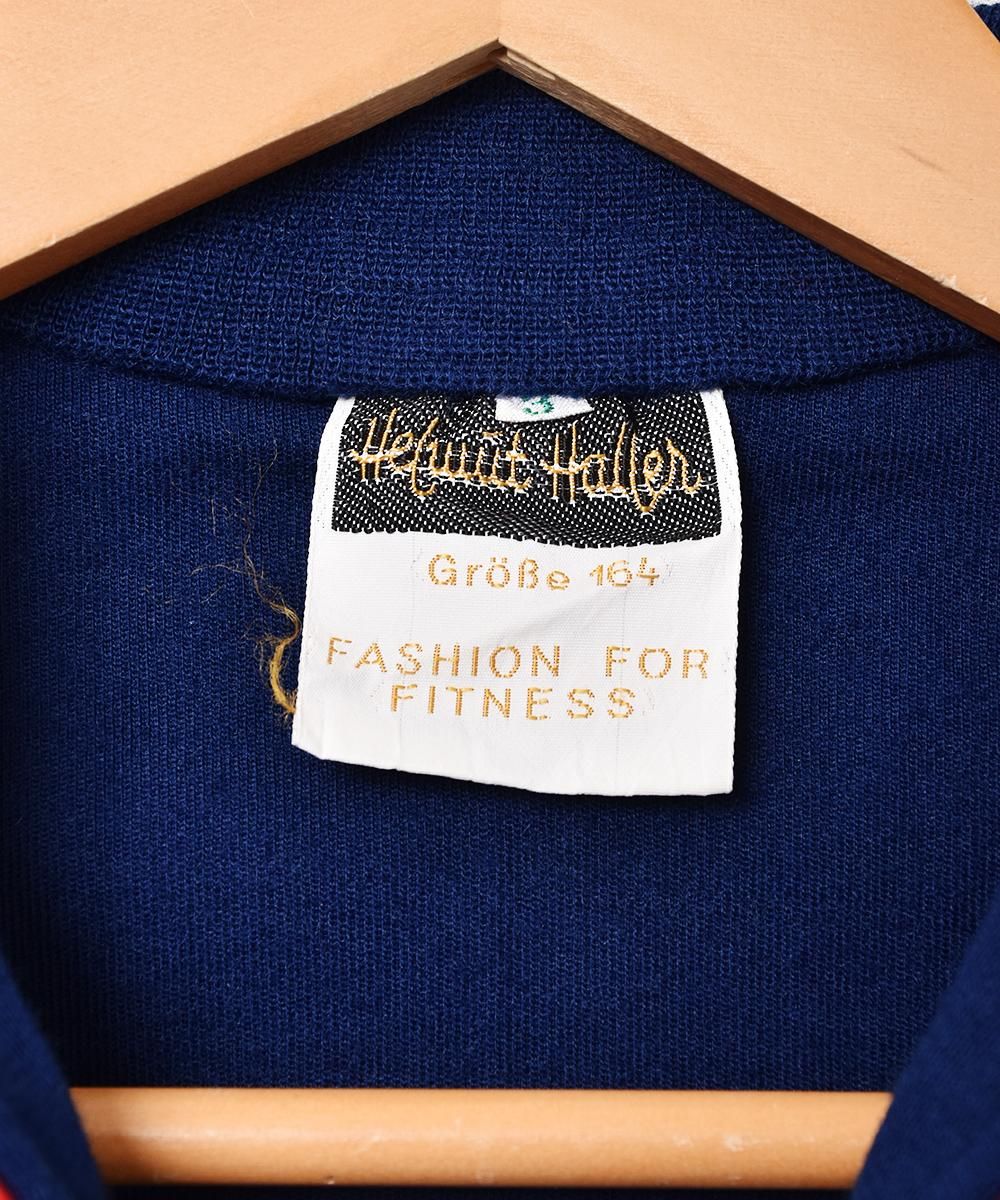 Helmut Haller
Größe 164
FASHION FOR
FITNESS